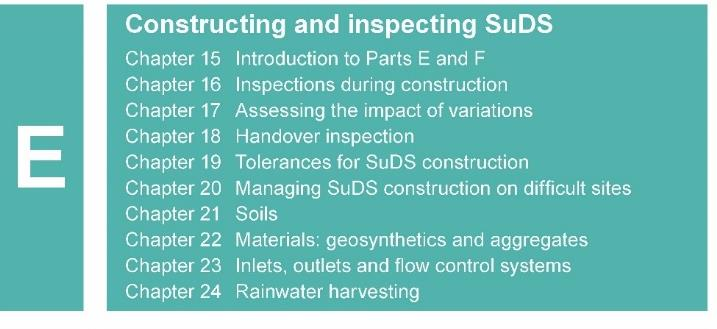 E
Constructing and inspecting SuDS
Chapter 15 Introduction to Parts E and F
Chapter 16 Inspections during construction
Chapter 17 Assessing the impact of variations
Chapter 18 Handover inspection
Chapter 19 Tolerances for SuDS construction
Chapter 20 Managing SuDS construction on difficult sites
Chapter 21 Soils
Chapter 22 Materials: geosynthetics and aggregates
Chapter 23 Inlets, outlets and flow control systems
Chapter 24 Rainwater harvesting